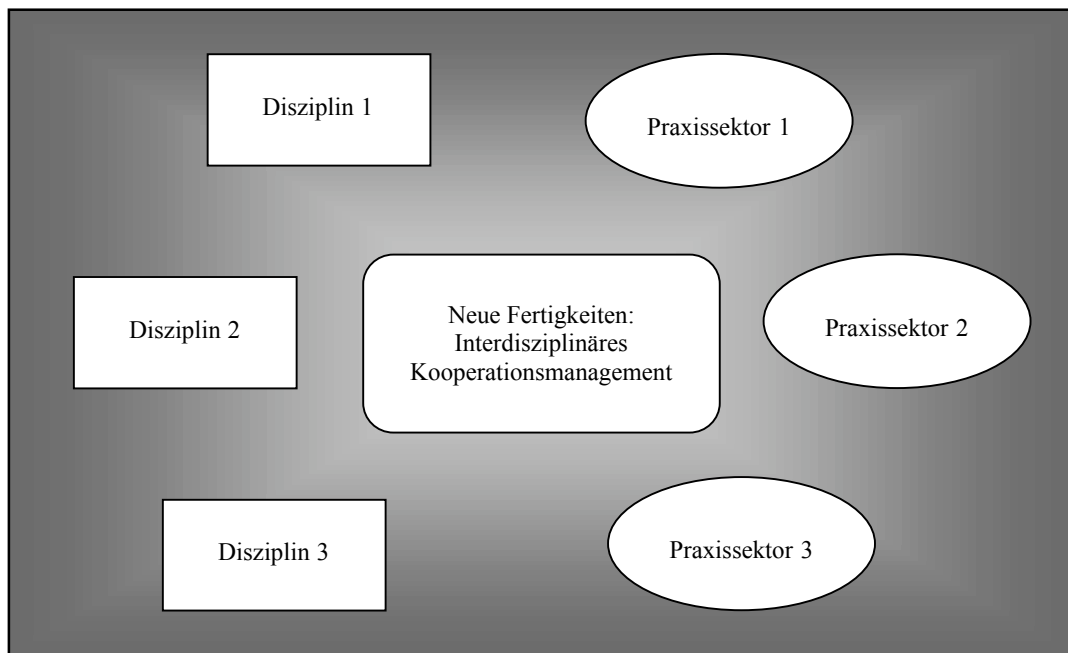 Disziplin 1
Praxissektor 1
Disziplin 2
Neue Fertigkeiten:
Interdisziplinäres
Kooperationsmanagement
Praxissektor 2
Disziplin 3
Praxissektor 3